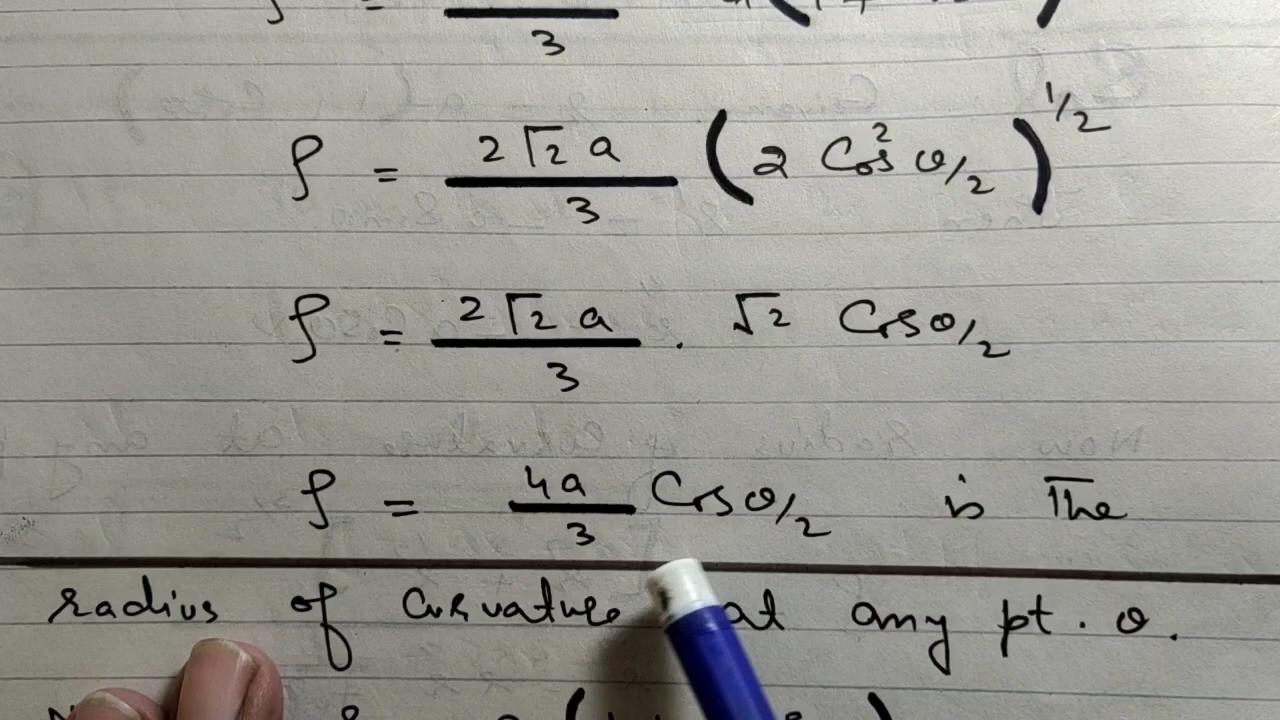 3
ρ = 2√2 a / 3 (2 Cos² θ/2)^1/2
ρ = 2√2 a / 3 . √2 Cos θ/2
ρ = 4a / 3 Cos θ/2 is The
radius of Curvature at any pt. θ.